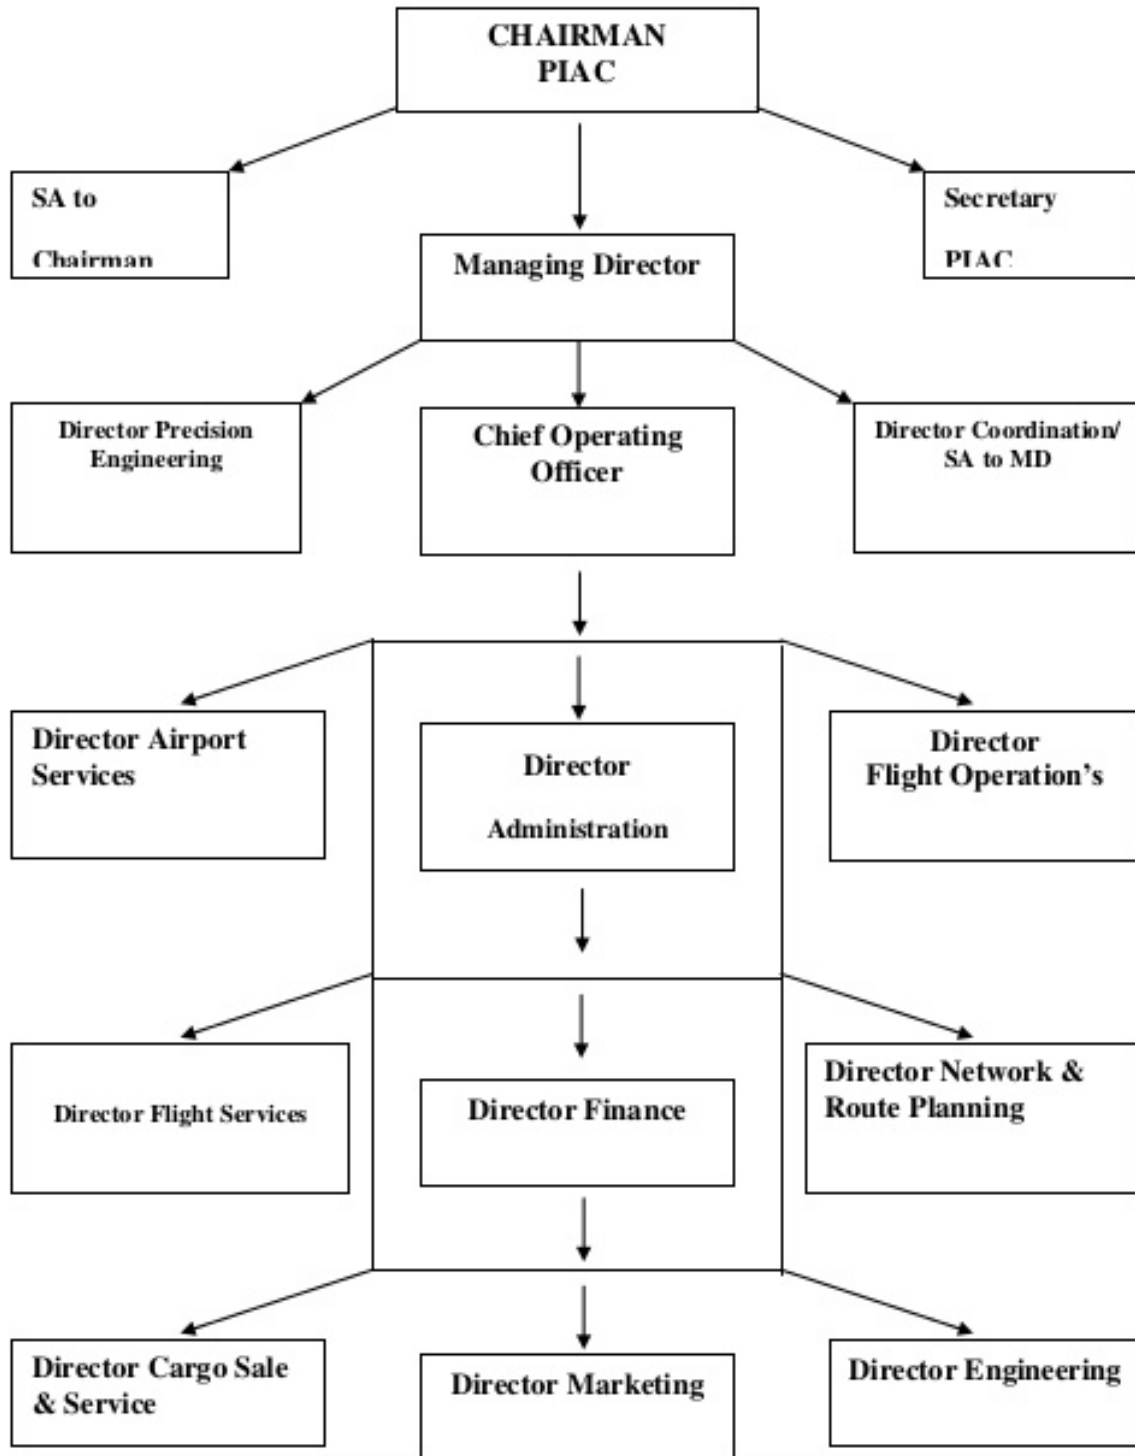 CHAIRMAN
PIAC
SA to
Chairman
Managing Director
Secretary
PIAC
Director Precision
Engineering
Chief Operating
Officer
Director Coordination/
SA to MD
Director Airport
Services
Director
Administration
Director
Flight Operation's
Director Flight Services
Director Finance
Director Network &
Route Planning
Director Cargo Sale
& Service
Director Marketing
Director Engineering